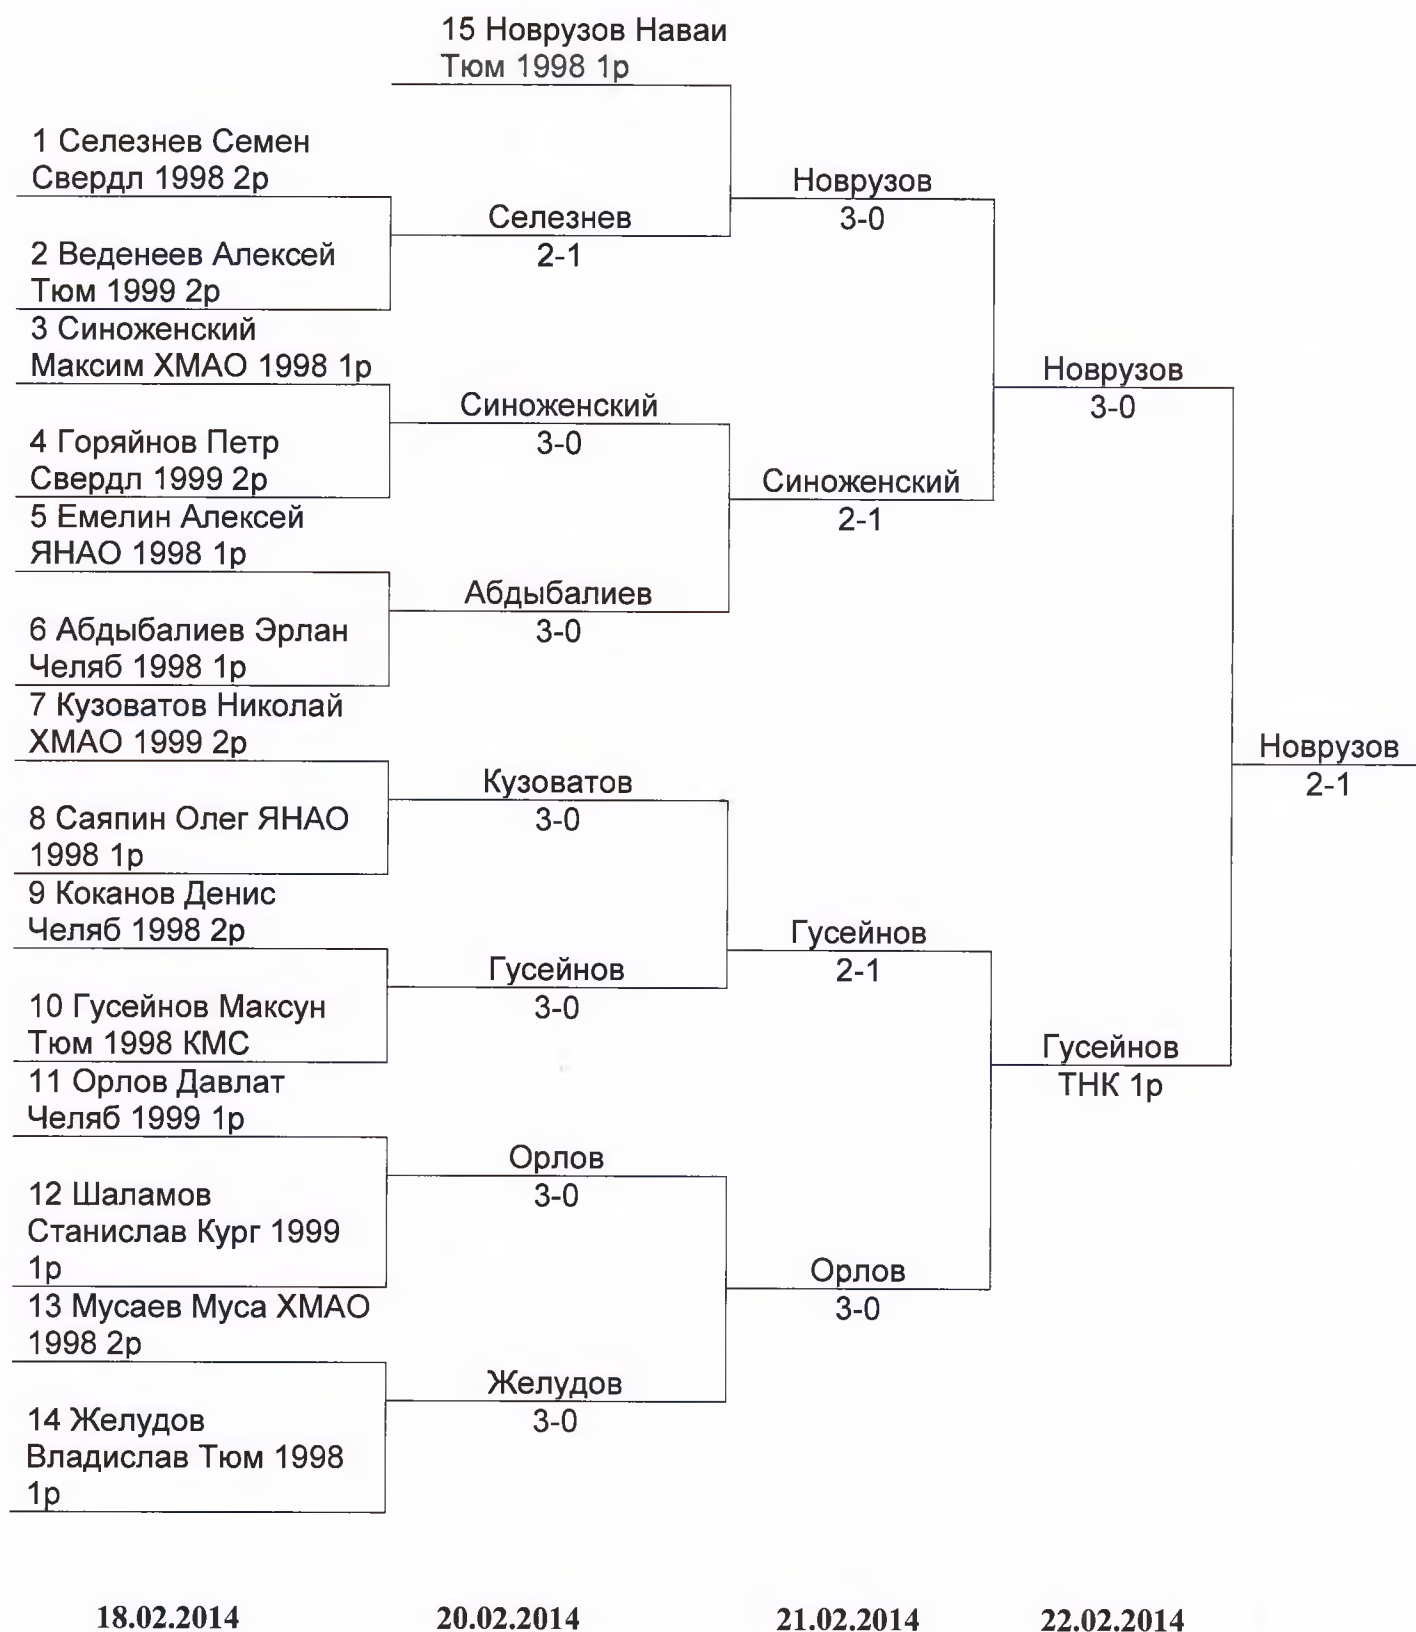 15 Новрузов Наваи
Тюм 1998 1р
1 Селезнев Семен
Свердл 1998 2р
2 Веденеев Алексей
Тюм 1999 2р
3 Синоженский
Максим ХМАО 1998 1р
4 Горяйнов Петр
Свердл 1999 2р
5 Емелин Алексей
ЯНАО 1998 1р
6 Абдыбалиев Эрлан
Челяб 1998 1р
7 Кузоватов Николай
ХМАО 1999 2р
8 Саяпин Олег ЯНАО
1998 1р
9 Коканов Денис
Челяб 1998 2р
10 Гусейнов Максун
Тюм 1998 КМС
11 Орлов Давлат
Челяб 1999 1р
12 Шаламов
Станислав Кург 1999
1р
13 Мусаев Муса ХМАО
1998 2р
14 Желудов
Владислав Тюм 1998
1р
Селезнев
2-1
Синоженский
3-0
Абдыбалиев
3-0
Кузоватов
3-0
Гусейнов
3-0
Орлов
3-0
Желудов
3-0
Новрузов
3-0
Синоженский
2-1
Гусейнов
2-1
Орлов
3-0
Новрузов
3-0
Гусейнов
ТНК 1р
Новрузов
2-1
18.02.2014
20.02.2014
21.02.2014
22.02.2014